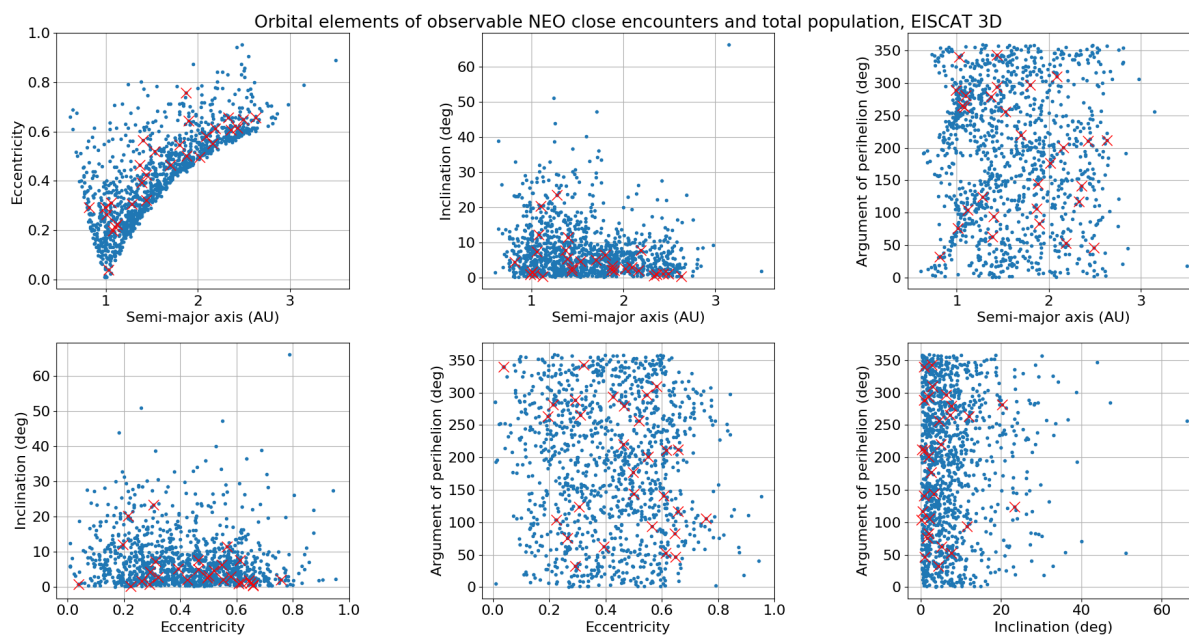 Orbital elements of observable NEO close encounters and total population, EISCAT 3D
1.0
0.8
0.6
0.4
0.2
0.0
Eccentricity
1 2 3
Semi-major axis (AU)
60
50
40
30
20
10
0
Inclination (deg)
1 2 3
Semi-major axis (AU)
350
300
250
200
150
100
50
0
Argument of perihelion (deg)
1 2 3
Semi-major axis (AU)
60
50
40
30
20
10
0
Inclination (deg)
0.0 0.2 0.4 0.6 0.8 1.0
Eccentricity
350
300
250
200
150
100
50
0
Argument of perihelion (deg)
0.0 0.2 0.4 0.6 0.8 1.0
Eccentricity
350
300
250
200
150
100
50
0
Argument of perihelion (deg)
0 20 40 60
Inclination (deg)